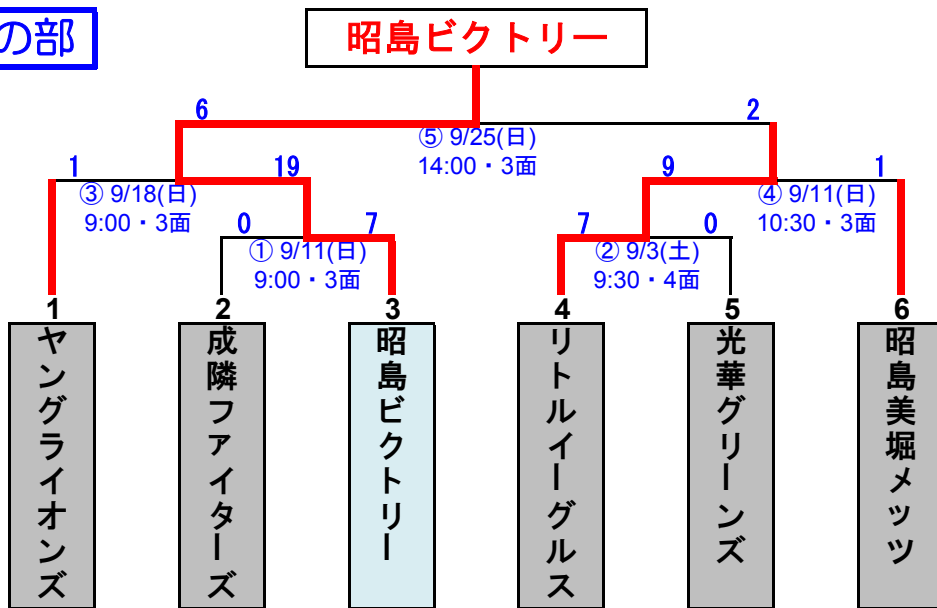 の部
昭島ビクトリー
6
2
⑤ 9/25(日)
14:00・3面
1
19
9
1
③ 9/18(日)
9:00・3面
④ 9/11(日)
10:30・3面
0
7
7
0
① 9/11(日)
9:00・3面
② 9/3(土)
9:30・4面
1
2
3
4
5
6
ヤングライオンズ
成隣ファイターズ
昭島ビクトリー
リトルイーグルス
光華グリーンズ
昭島美堀メッツ